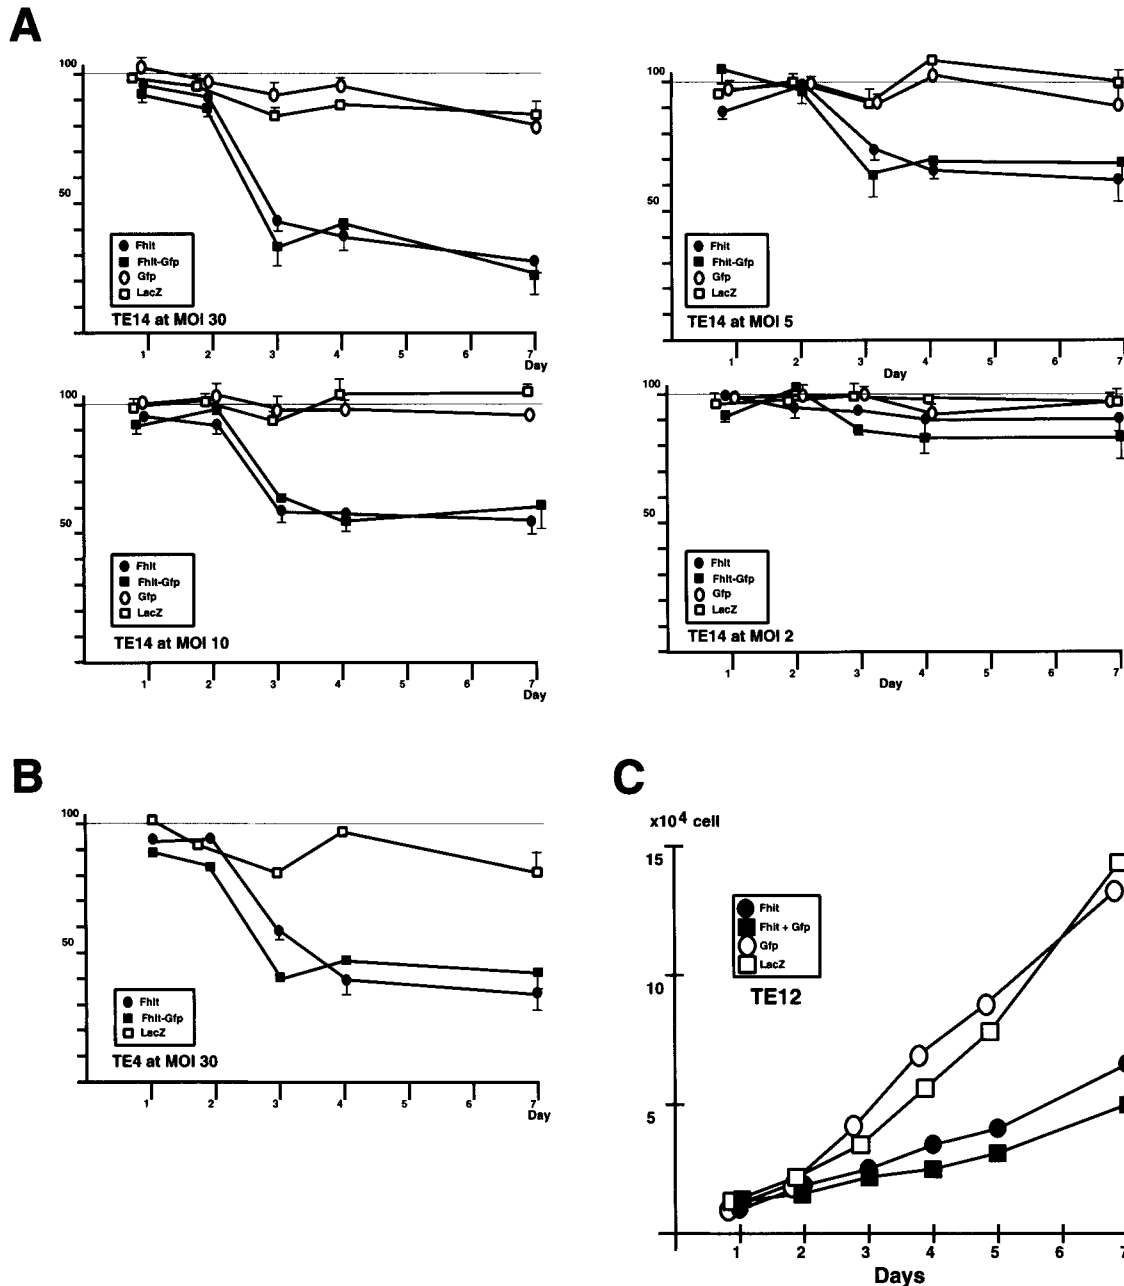 A
100
50
Fhit
Fhit-Gfp
Gfp
LacZ
TE14 at MOI 30
1 2 3 4 5 6 7
Day
100
50
Fhit
Fhit-Gfp
Gfp
LacZ
TE14 at MOI 5
1 2 3 4 5 6 7
Day
100
50
Fhit
Fhit-Gfp
Gfp
LacZ
TE14 at MOI 10
1 2 3 4 5 6 7
Day
100
50
Fhit
Fhit-Gfp
Gfp
LacZ
TE14 at MOI 2
1 2 3 4 5 6 7
Day
B
100
50
Fhit
Fhit-Gfp
LacZ
TE4 at MOI 30
1 2 3 4 5 6 7
Day
C
x10⁴ cell
15
10
5
Fhit
Fhit + Gfp
Gfp
LacZ
TE12
1 2 3 4 5 6 7
Days